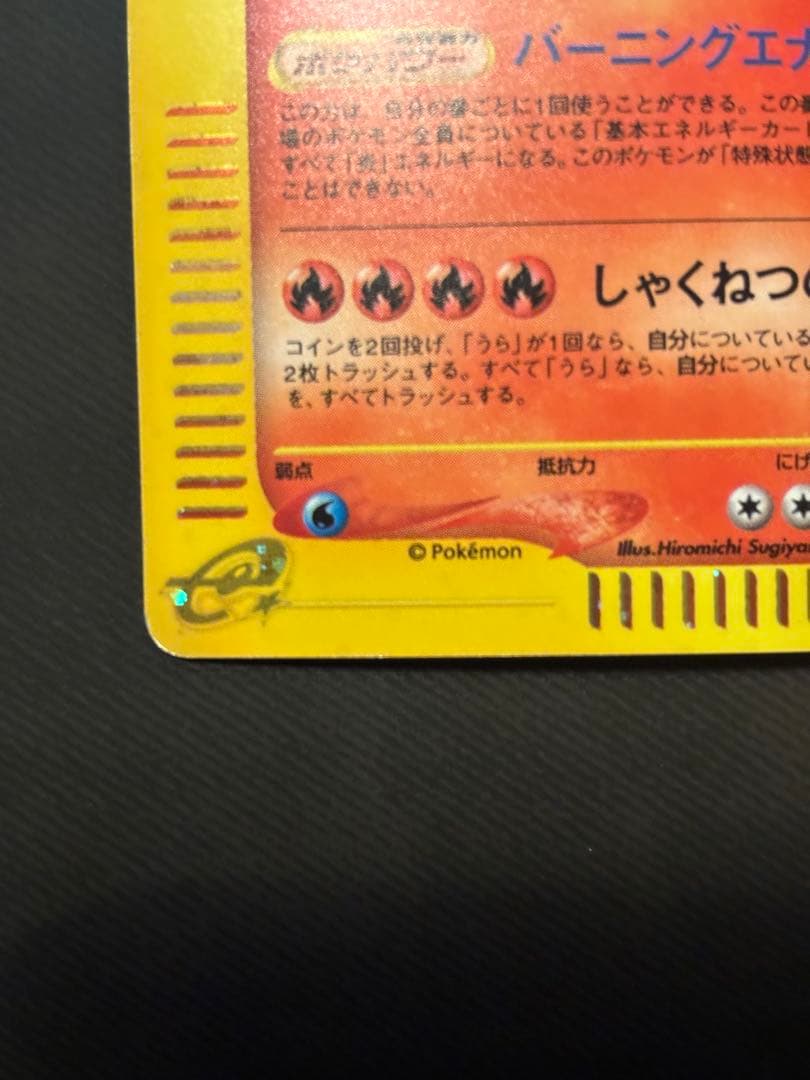 バーニングエナ
この力は、自分の番ごとに1回使うことができる。この番
場のポケモン全員についている「基本エネルギーカード
すべて「炎」エネルギーになる。このポケモンが「特殊状態
ことはできない。
しゃくねつの
コインを2回投げ、「うら」が1回なら、自分についている
2枚トラッシュする。すべて「うら」なら、自分につい
を、すべてトラッシュする。
弱点 抵抗力 にげ
© Pokémon Illus.Hiromichi Sugiya